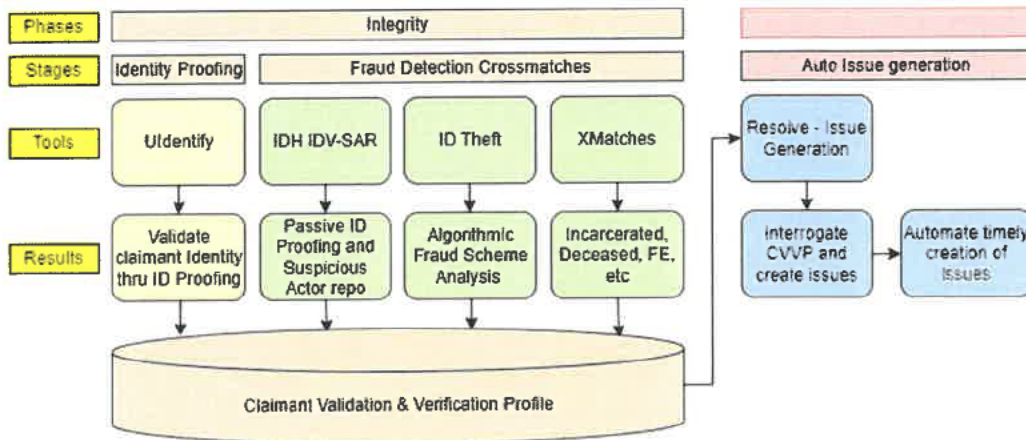 Phases
Integrity
Stages
Identity Proofing
Fraud Detection Crossmatches
Auto Issue generation
Tools
UIdentify
IDH IDV-SAR
ID Theft
XMatches
Resolve - Issue
Generation
Results
Validate
claimant Identity
thru ID Proofing
Passive ID
Proofing and
Suspicious
Actor repo
Algorithmic
Fraud Scheme
Analysis
Incarcerated,
Deceased, FE,
etc
Interrogate
CVVP and
create issues
Automate timely
creation of
Issues
Claimant Validation & Verification Profile